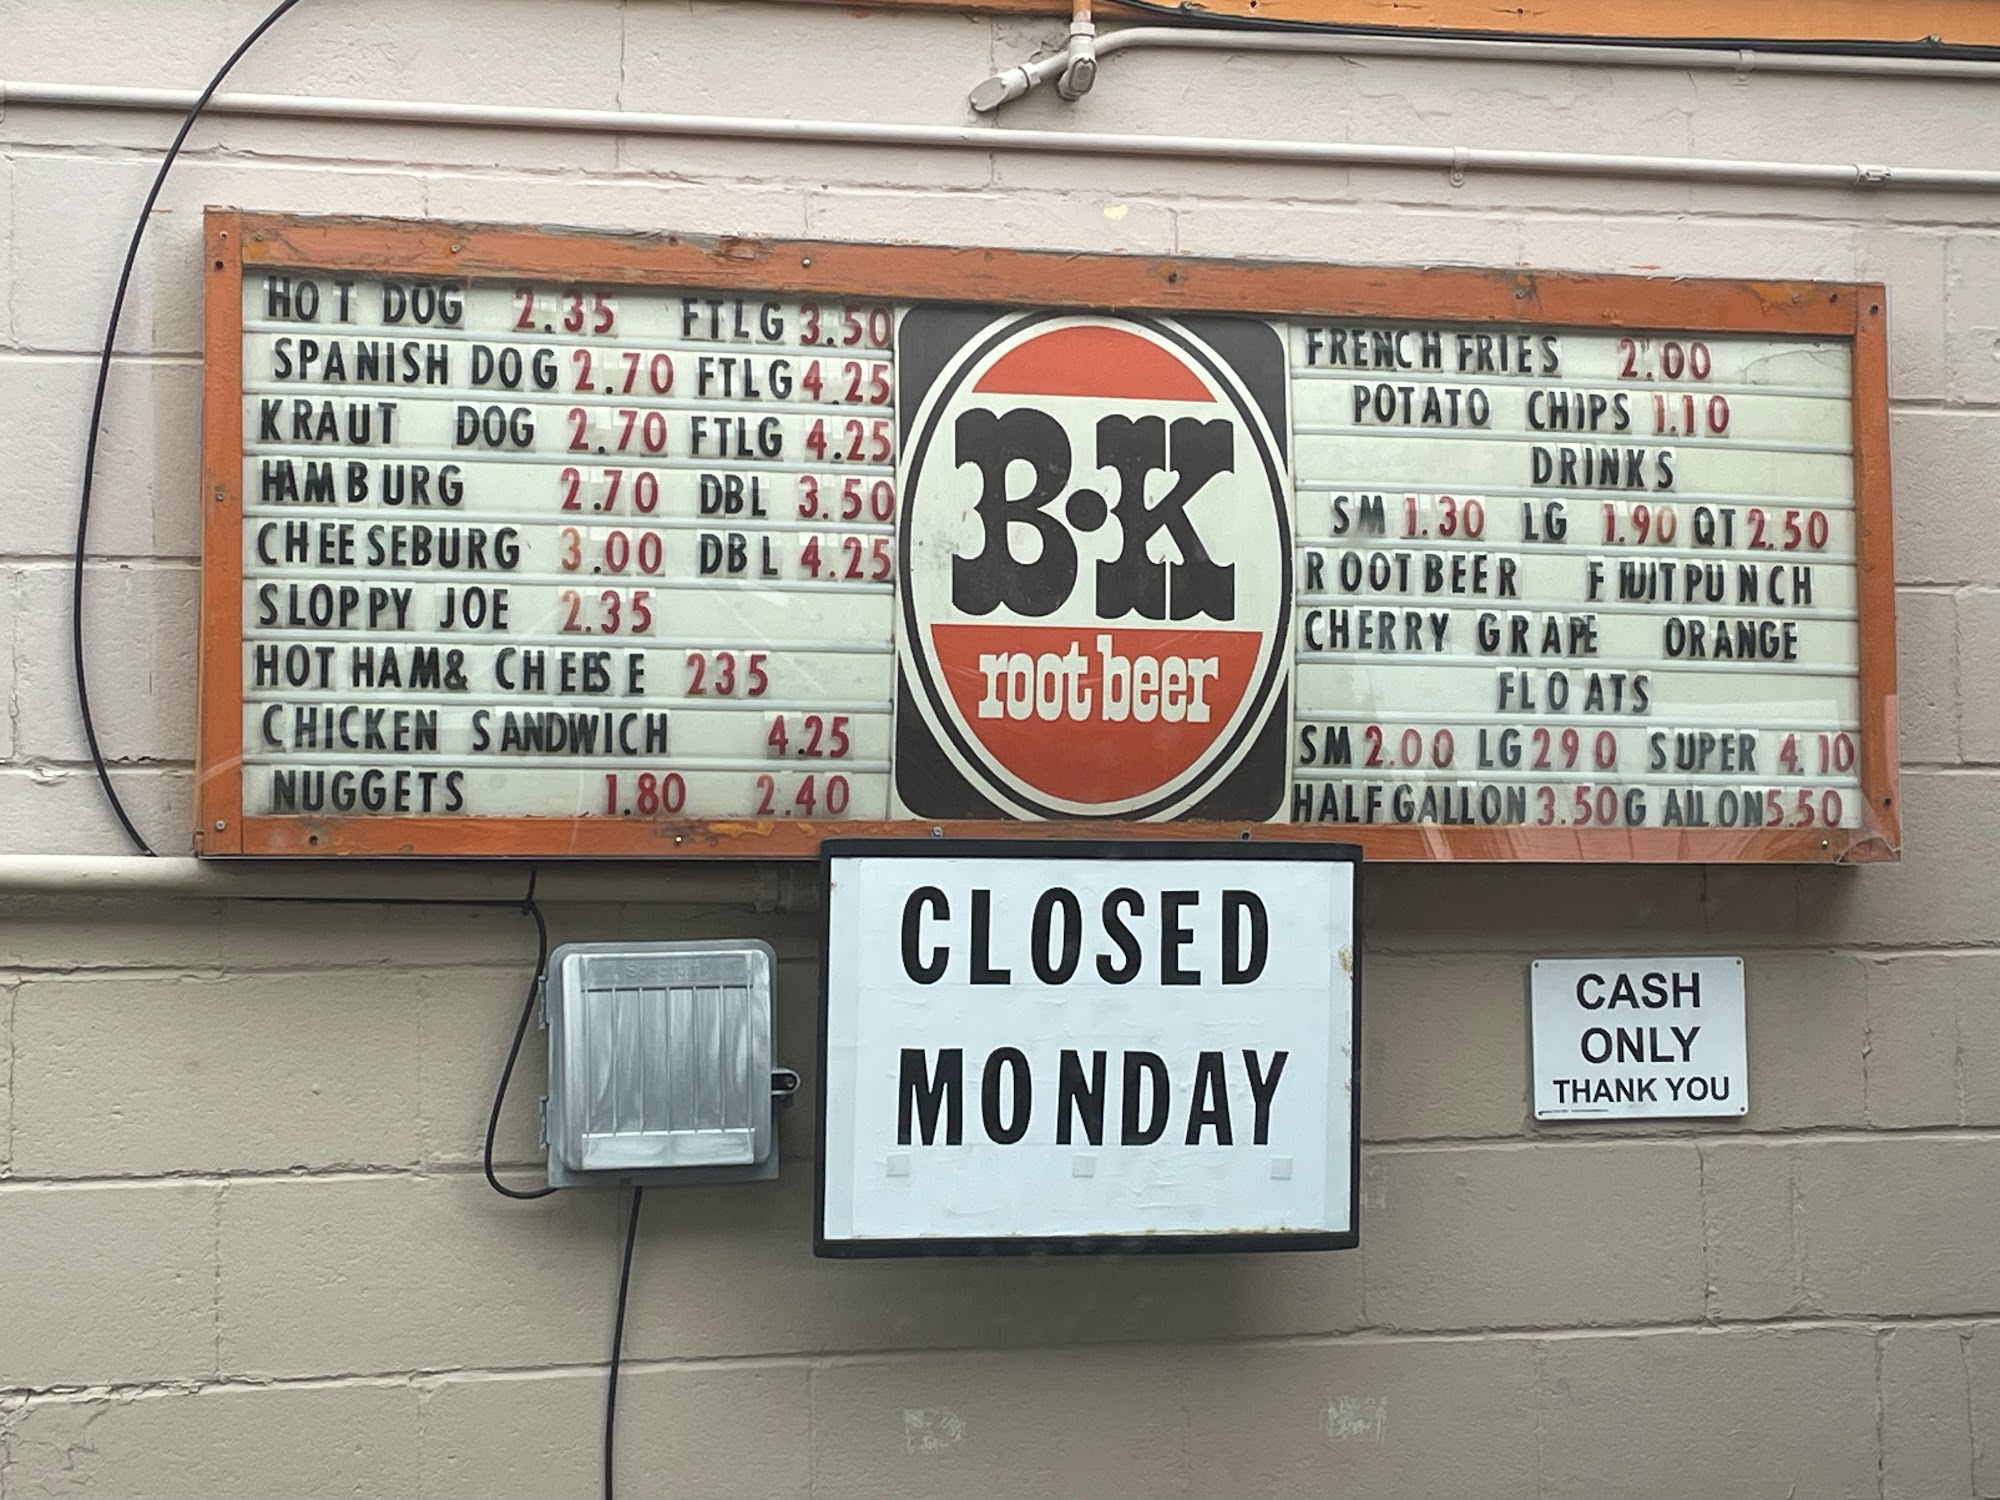 HOT DOG 2.35 FTLG 3.50
SPANISH DOG 2.70 FTLG 4.25
KRAUT DOG 2.70 FTLG 4.25
HAMBURG 2.70 DBL 3.50
CHEESEBURG 3.00 DBL 4.25
SLOPPY JOE 2.35
HOT HAM& CHEESE 235
CHICKEN SANDWICH 4.25
NUGGETS 1.80 2.40
B·K
root beer
FRENCH FRIES 2.00
POTATO CHIPS 1.10
DRINKS
SM 1.30 LG 1.90 QT 2.50
ROOT BEER FRUIT PUNCH
CHERRY GRAPE ORANGE
FLOATS
SM 2.00 LG 290 SUPER 4.10
HALF GALLON 3.50 GALLON 5.50
CLOSED
MONDAY
CASH
ONLY
THANK YOU